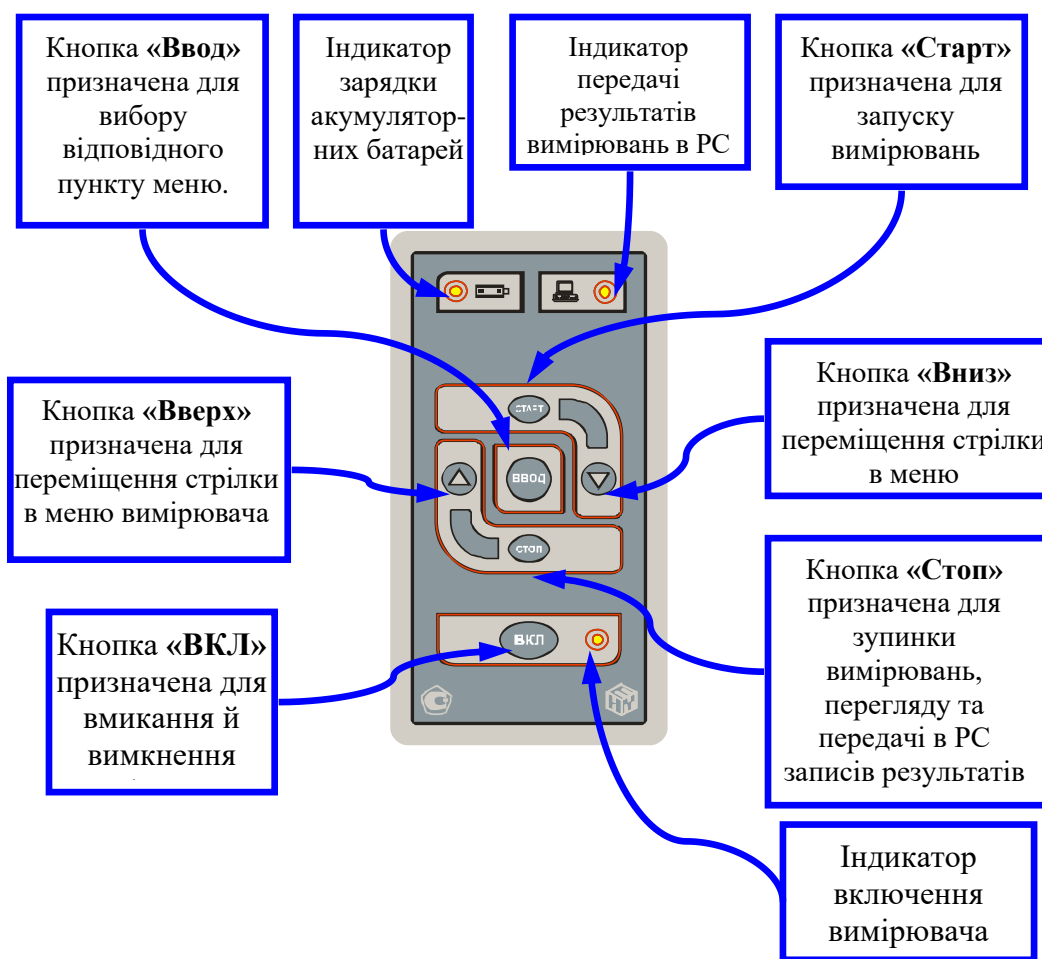 Кнопка «Ввод»
призначена для
вибору
відповідного
пункту меню.
Індикатор
зарядки
акумулятор-
них батарей
Індикатор
передачі
результатів
вимірювань в РС
Кнопка «Старт»
призначена для
запуску
вимірювань
Кнопка «Вверх»
призначена для
переміщення стрілки
в меню вимірювача
СТАРТ
ВВОД
СТОП
ВКЛ
Кнопка «Вниз»
призначена для
переміщення стрілки
в меню
Кнопка «ВКЛ»
призначена для
вмикання й
вимкнення
Кнопка «Стоп»
призначена для
зупинки
вимірювань,
перегляду та
передачі в РС
записів результатів
Індикатор
включення
вимірювача